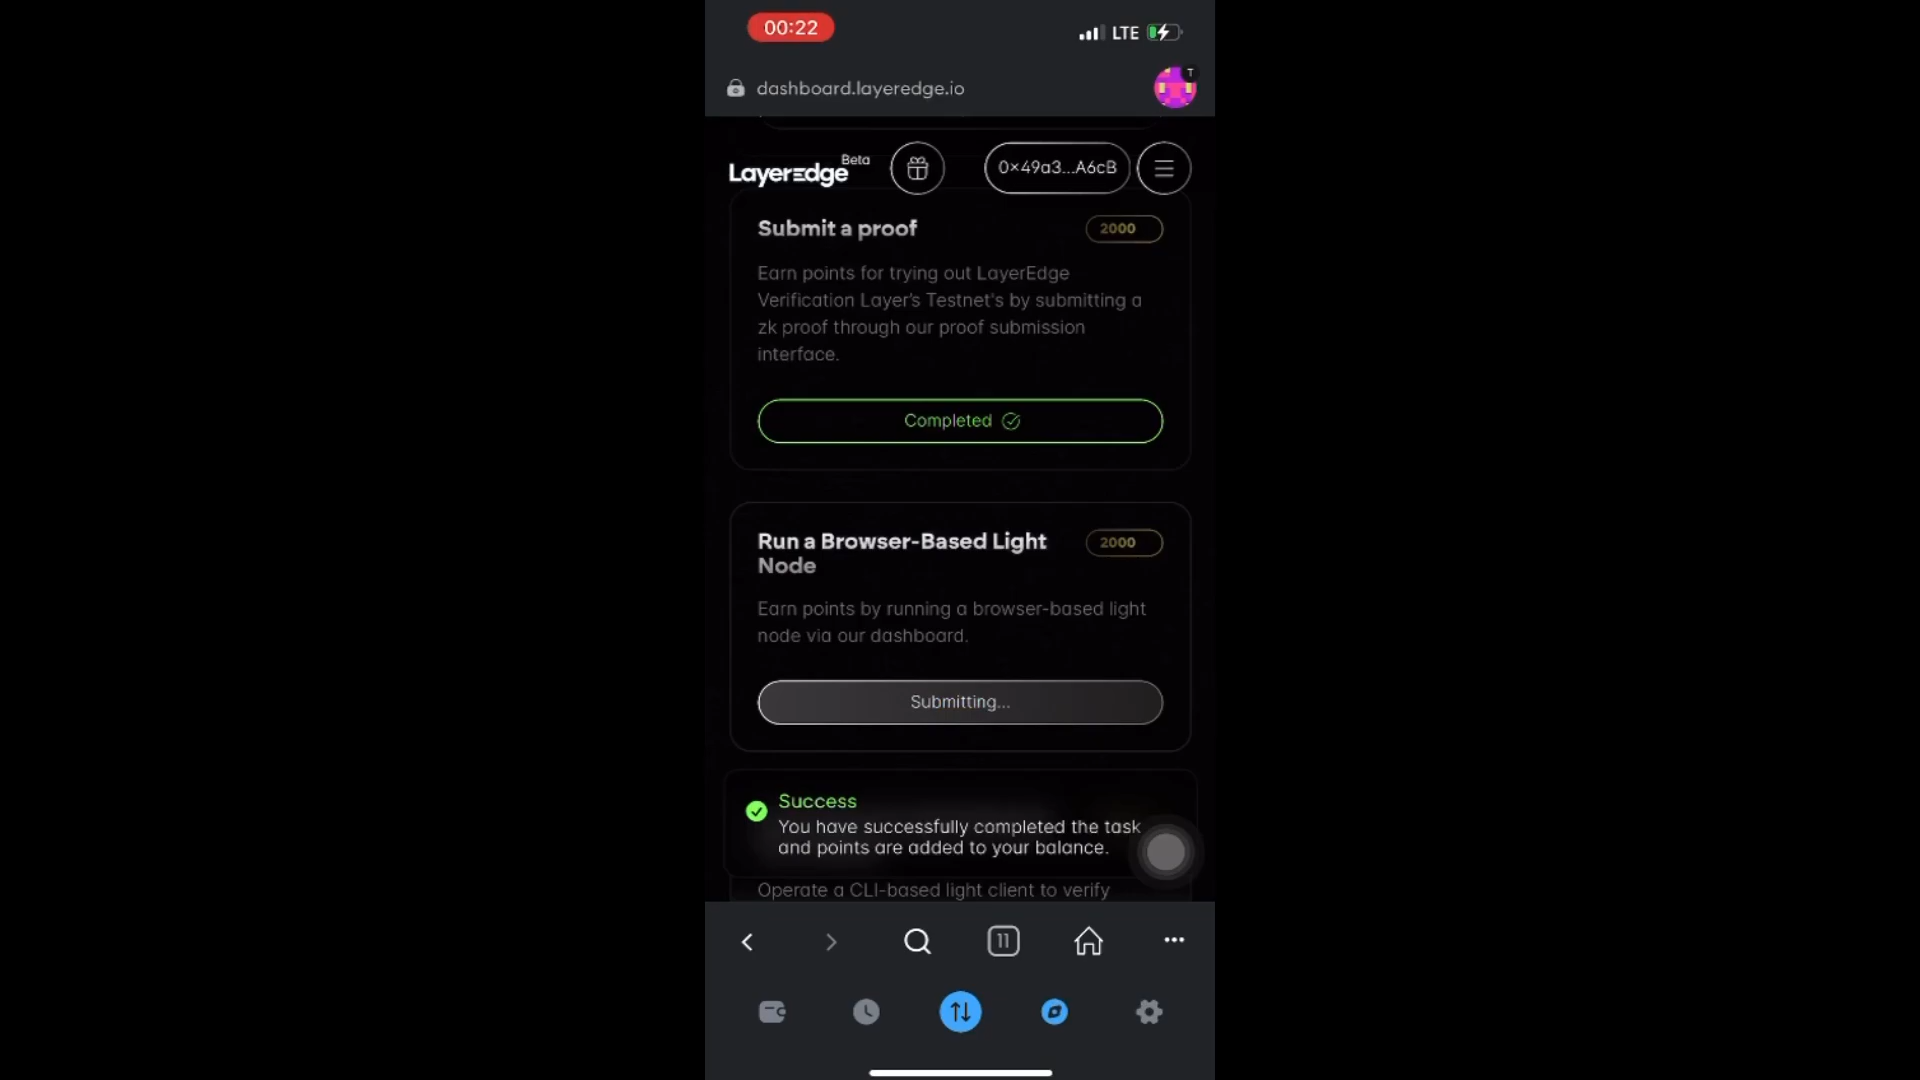 00:22
LTE
dashboard.layeredge.io
T
LayerEdge Beta
0×49a3...A6cB
Submit a proof
2000
Earn points for trying out LayerEdge
Verification Layer's Testnet's by submitting a
zk proof through our proof submission
interface.
Completed
Run a Browser-Based Light
Node
2000
Earn points by running a browser-based light
node via our dashboard.
Submitting...
Success
You have successfully completed the task
and points are added to your balance.
Operate a CLI-based light client to verify
11